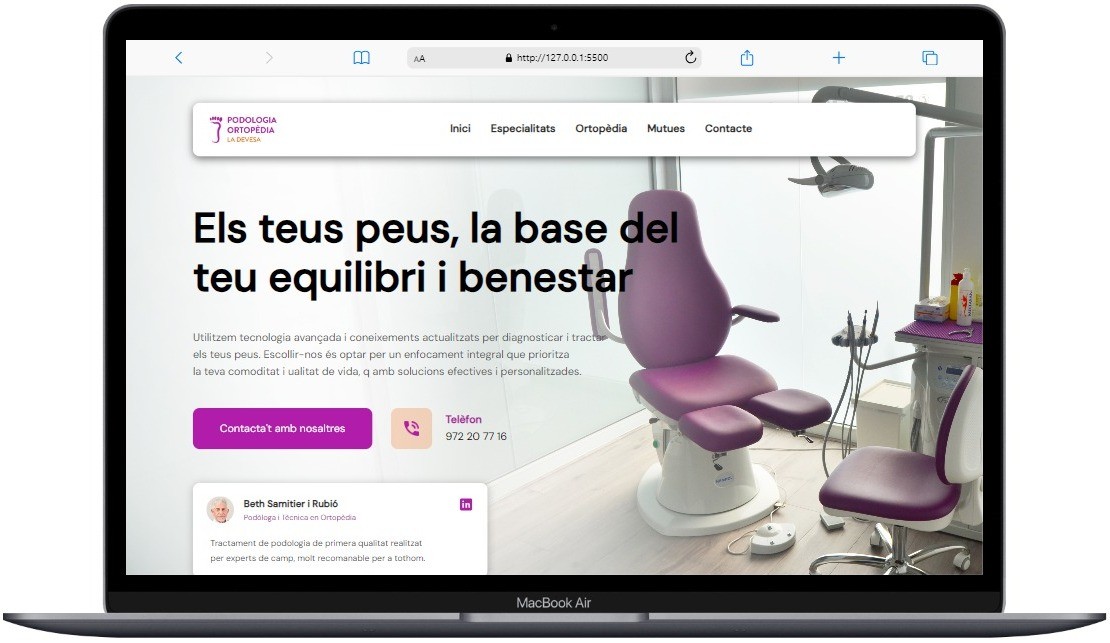 AA
http://127.0.0.1:5500
PODOLOGIA
ORTOPÈDIA
LA DEVESA
Inici Especialitats Ortopèdia Mutues Contacte
Els teus peus, la base del
teu equilibri i benestar
Utilitzem tecnologia avançada i coneixements actualitzats per diagnosticar i tractar
els teus peus. Escollir-nos és optar per un enfocament integral que prioritza
la teva comoditat i ualitat de vida, q amb solucions efectives i personalitzades.
Contacta't amb nosaltres
Telèfon
972 20 77 16
Beth Samitier i Rubió
in
Podòloga i Tècnica en Ortopèdia
Tractament de podologia de primera qualitat realitzat
per experts de camp, molt recomanable per a tothom.
MacBook Air